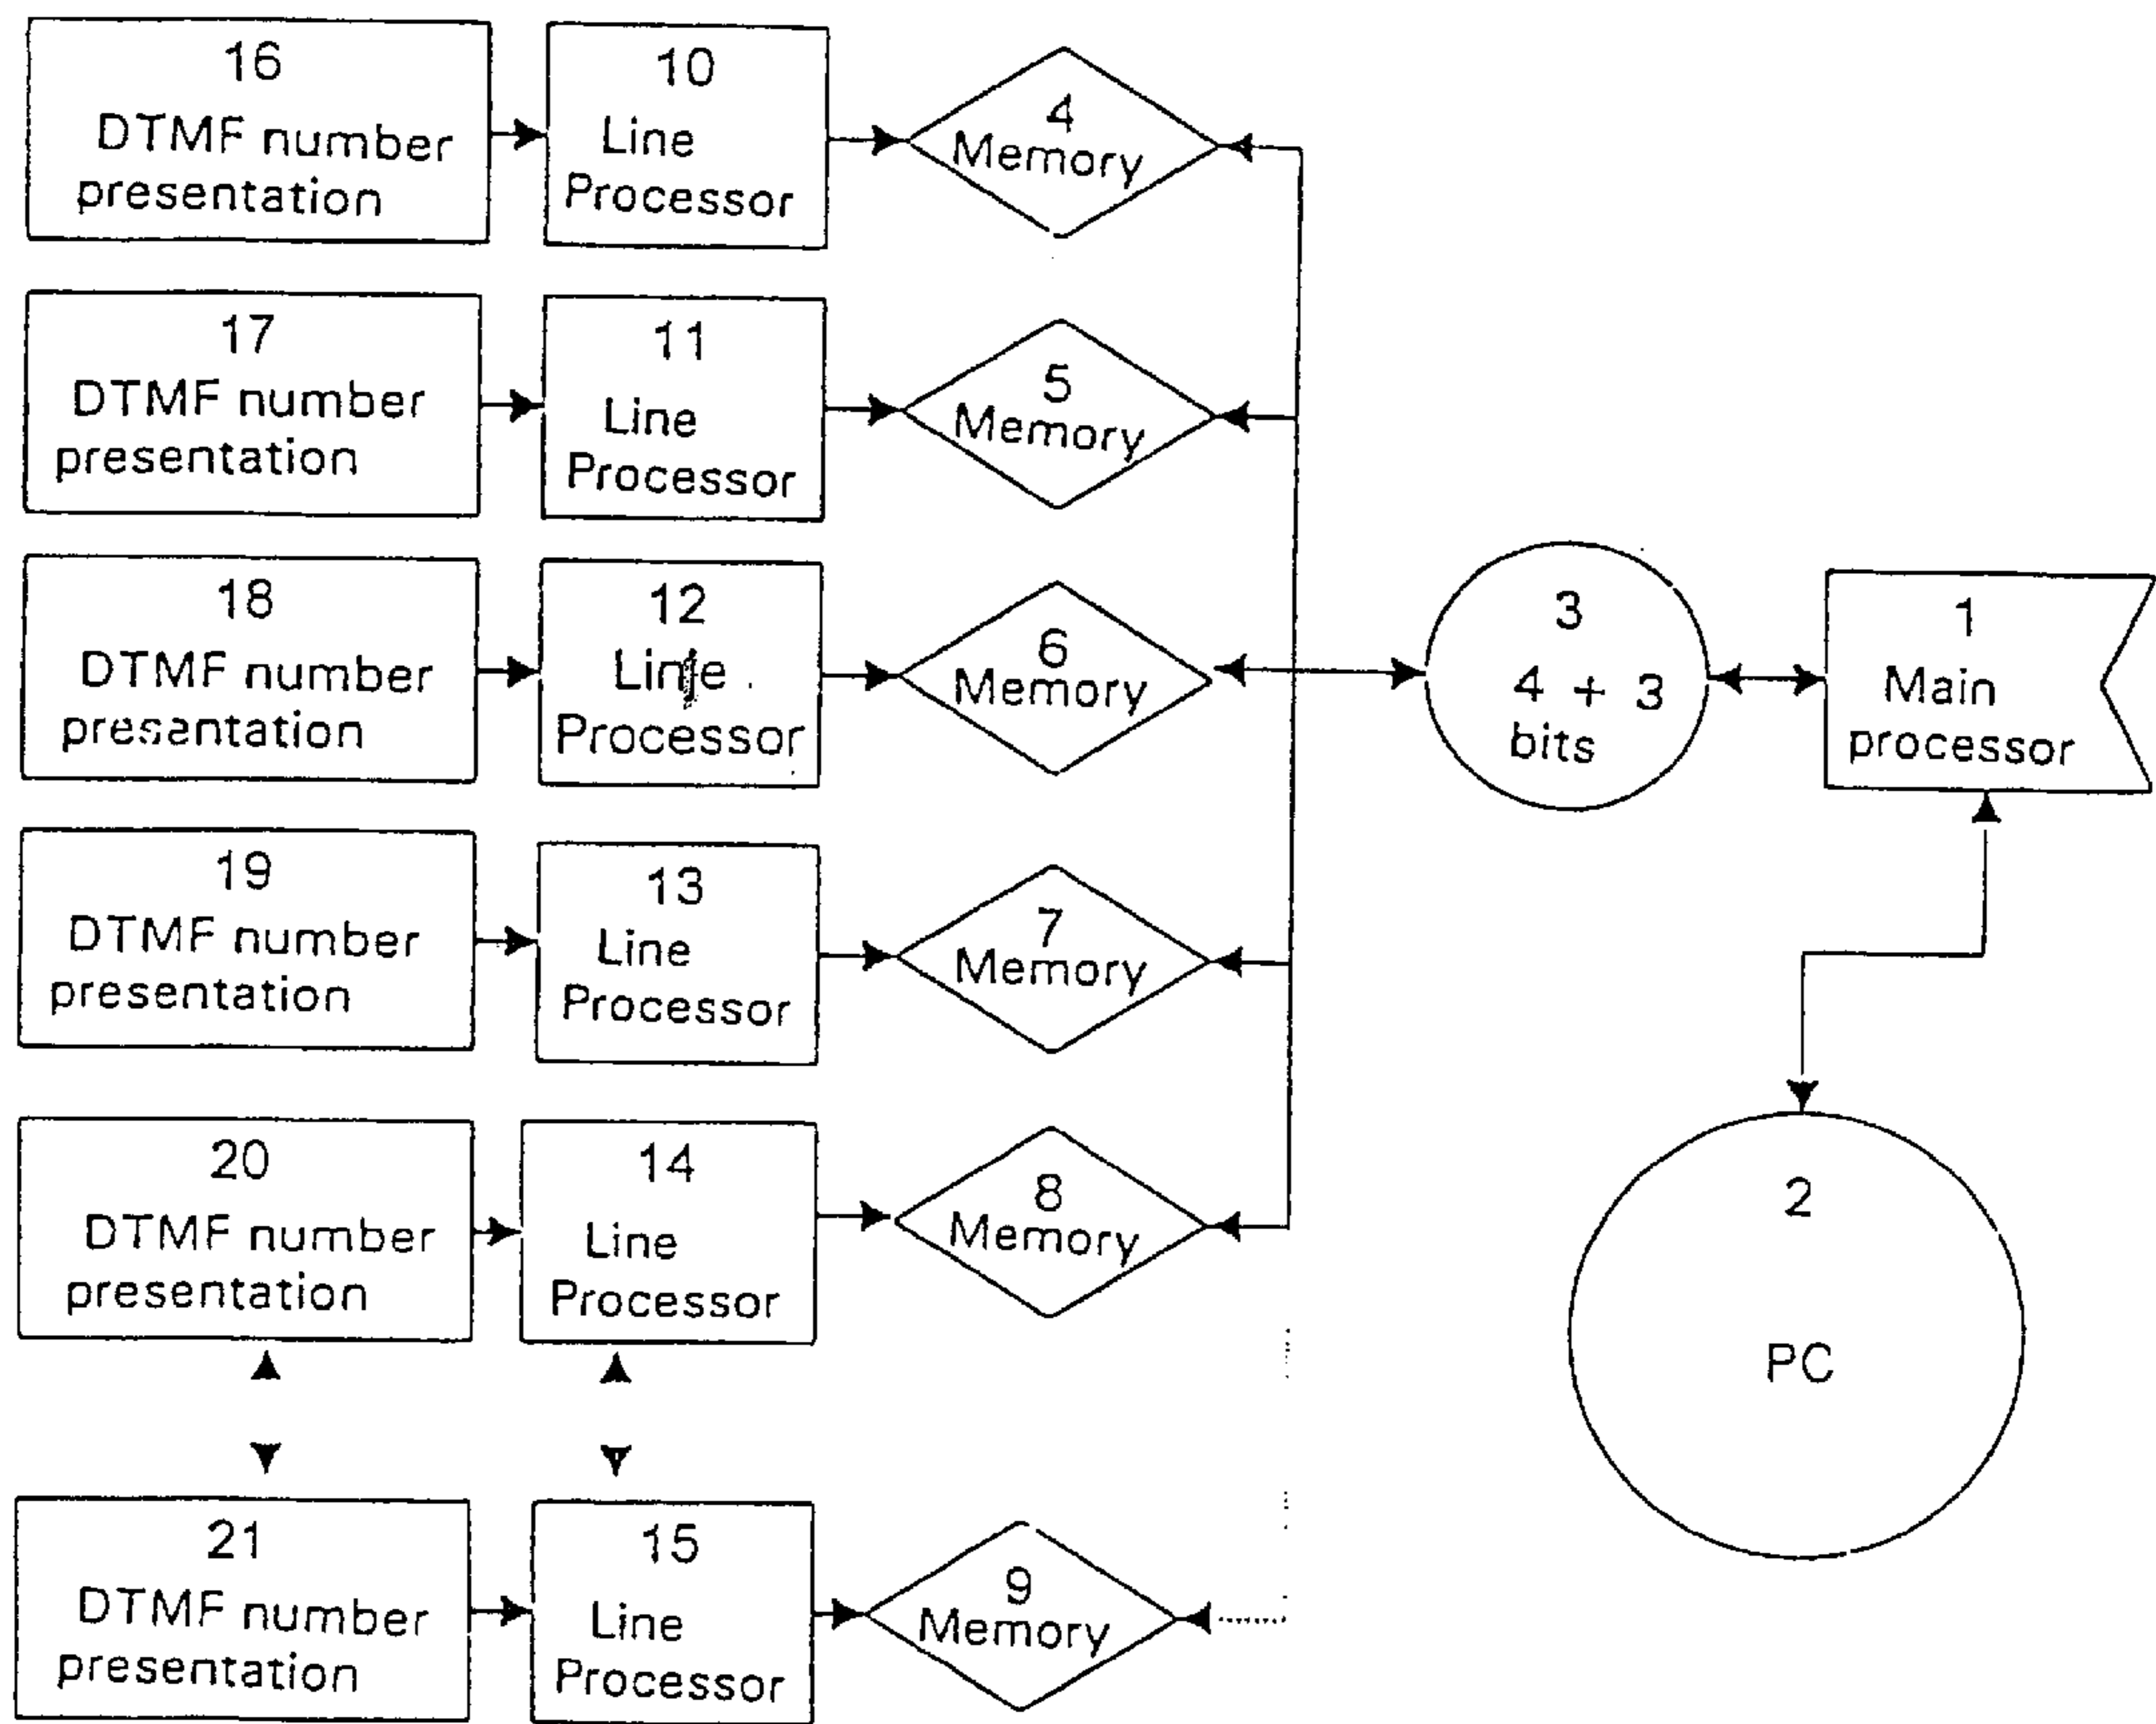 16
DTMF number
presentation
10
Line
Processor
4
Memory
17
DTMF number
presentation
11
Line
Processor
5
Memory
18
DTMF number
presentation
12
Linje
Processor
6
Memory
3
4 + 3
bits
1
Main
processor
19
DTMF number
presentation
13
Line
Processor
7
Memory
20
DTMF number
presentation
14
Line
Processor
8
Memory
2
PC
21
DTMF number
presentation
15
Line
Processor
9
Memory